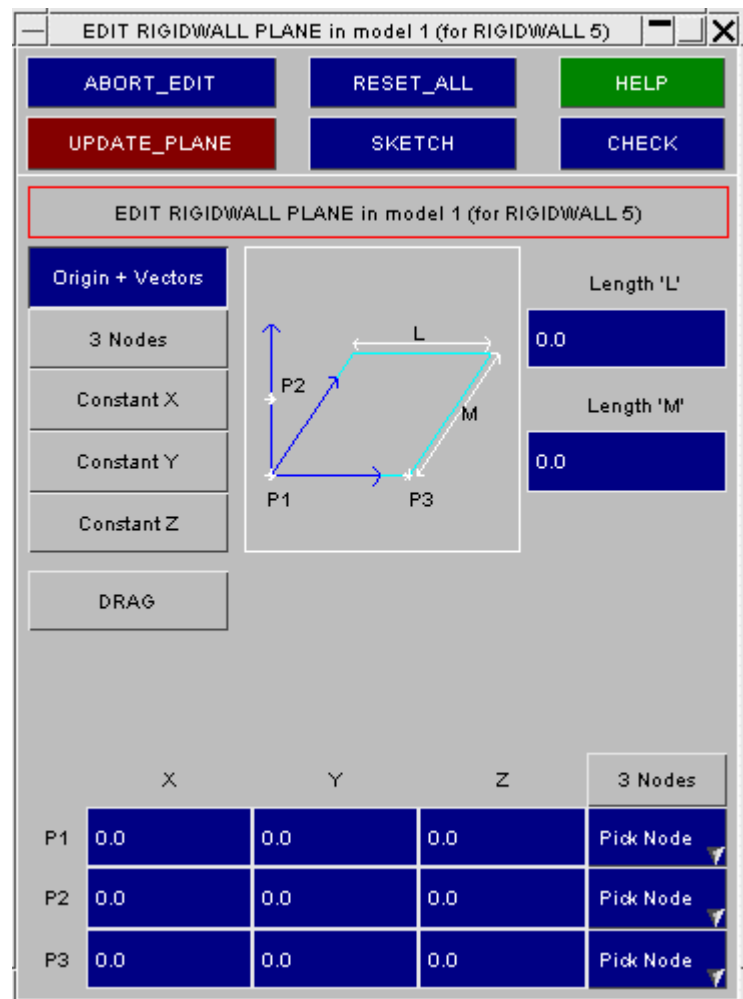 EDIT RIGIDWALL PLANE in model 1 (for RIGIDWALL 5)
ABORT_EDIT RESET_ALL HELP
UPDATE_PLANE SKETCH CHECK
EDIT RIGIDWALL PLANE in model 1 (for RIGIDWALL 5)
Origin + Vectors
3 Nodes
Constant X
Constant Y
Constant Z
DRAG
L
P2
M
P1 P3
Length 'L'
0.0
Length 'M'
0.0
X Y Z 3 Nodes
P1 0.0 0.0 0.0 Pick Node
P2 0.0 0.0 0.0 Pick Node
P3 0.0 0.0 0.0 Pick Node